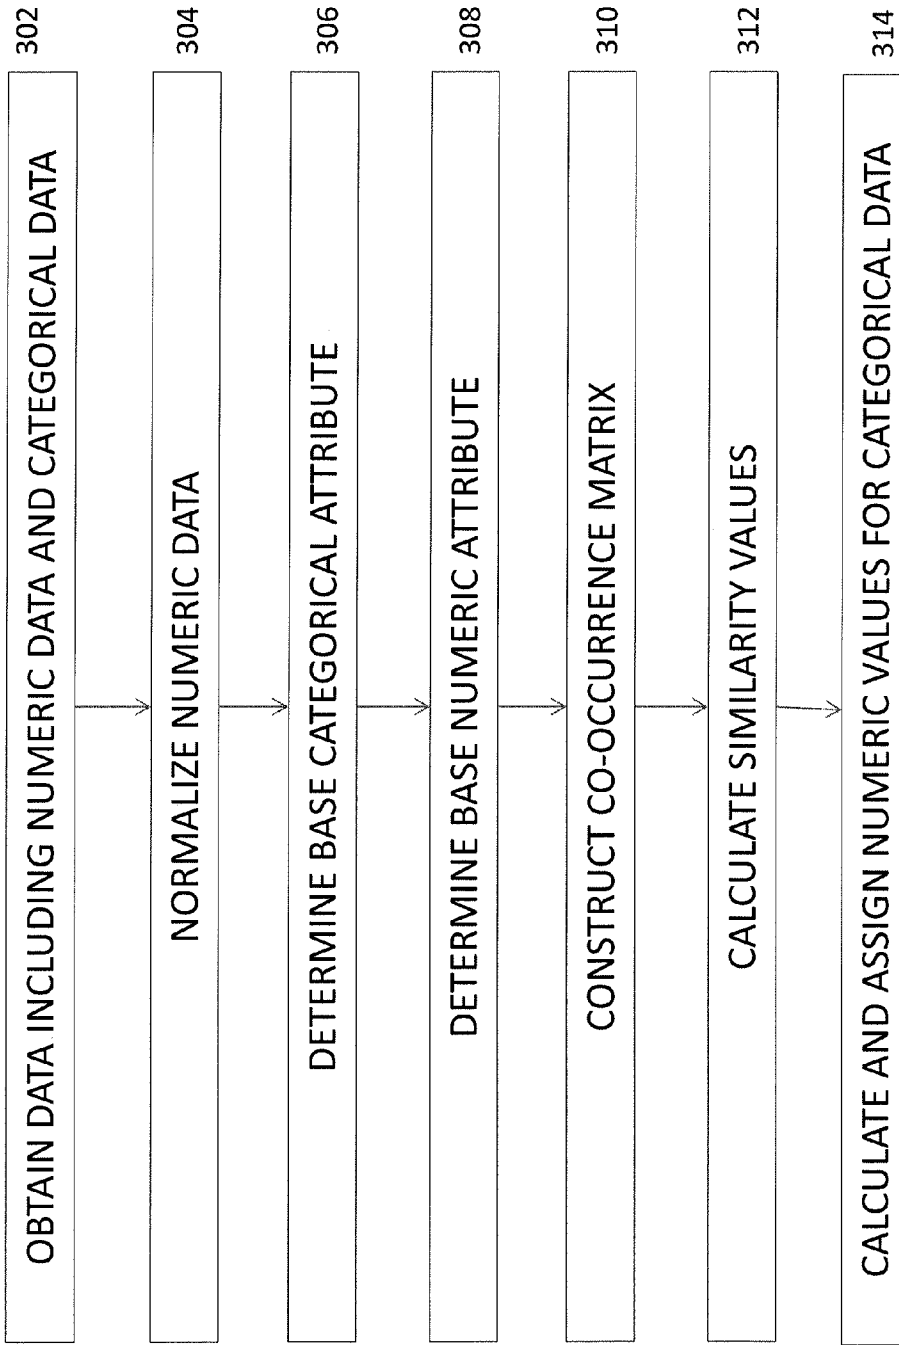 OBTAIN DATA INCLUDING NUMERIC DATA AND CATEGORICAL DATA
302
NORMALIZE NUMERIC DATA
304
DETERMINE BASE CATEGORICAL ATTRIBUTE
306
DETERMINE BASE NUMERIC ATTRIBUTE
308
CONSTRUCT CO-OCCURRENCE MATRIX
310
CALCULATE SIMILARITY VALUES
312
CALCULATE AND ASSIGN NUMERIC VALUES FOR CATEGORICAL DATA
314